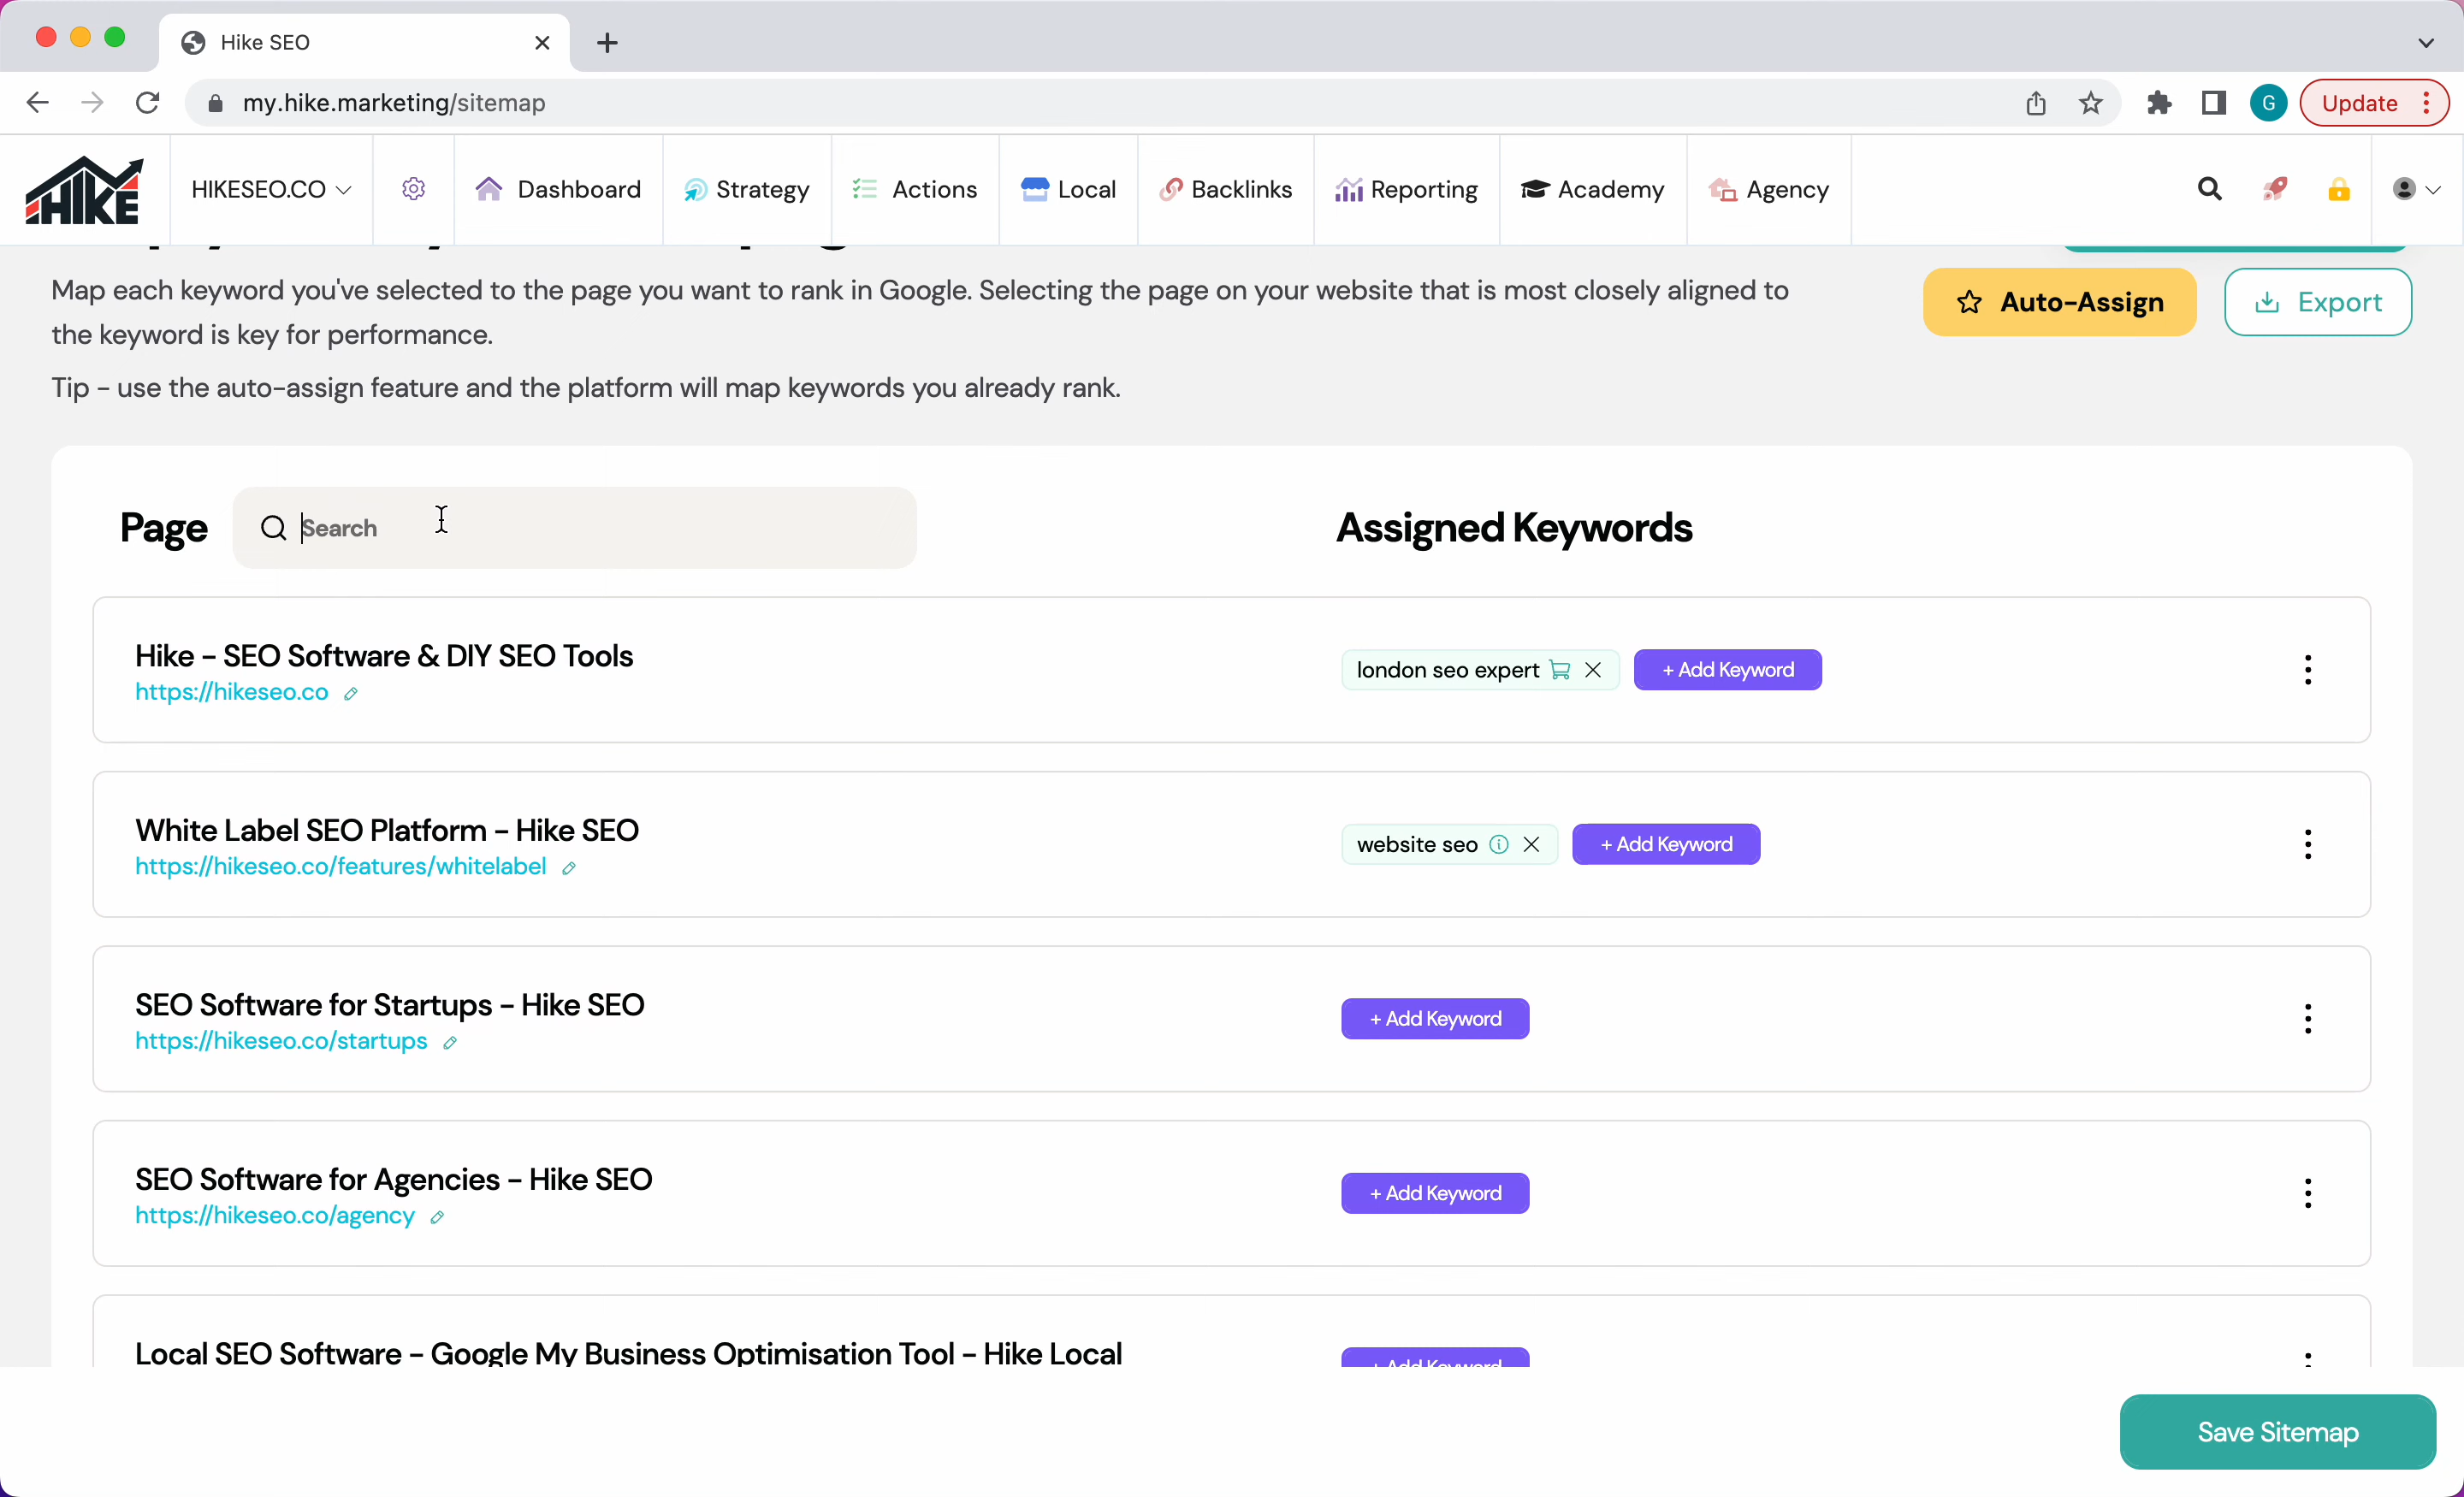 Hike SEO
my.hike.marketing/sitemap
G
Update
HIKE
HIKESEO.CO
Dashboard
Strategy
Actions
Local
Backlinks
Reporting
Academy
Agency
Map each keyword you've selected to the page you want to rank in Google. Selecting the page on your website that is most closely aligned to
the keyword is key for performance.
Auto-Assign
Export
Tip - use the auto-assign feature and the platform will map keywords you already rank.
Page
Search
Assigned Keywords
Hike - SEO Software & DIY SEO Tools
https://hikeseo.co
london seo expert
+ Add Keyword
White Label SEO Platform - Hike SEO
https://hikeseo.co/features/whitelabel
website seo
+ Add Keyword
SEO Software for Startups - Hike SEO
https://hikeseo.co/startups
+ Add Keyword
SEO Software for Agencies - Hike SEO
https://hikeseo.co/agency
+ Add Keyword
Local SEO Software - Google My Business Optimisation Tool - Hike Local
+ Add Keyword
Save Sitemap